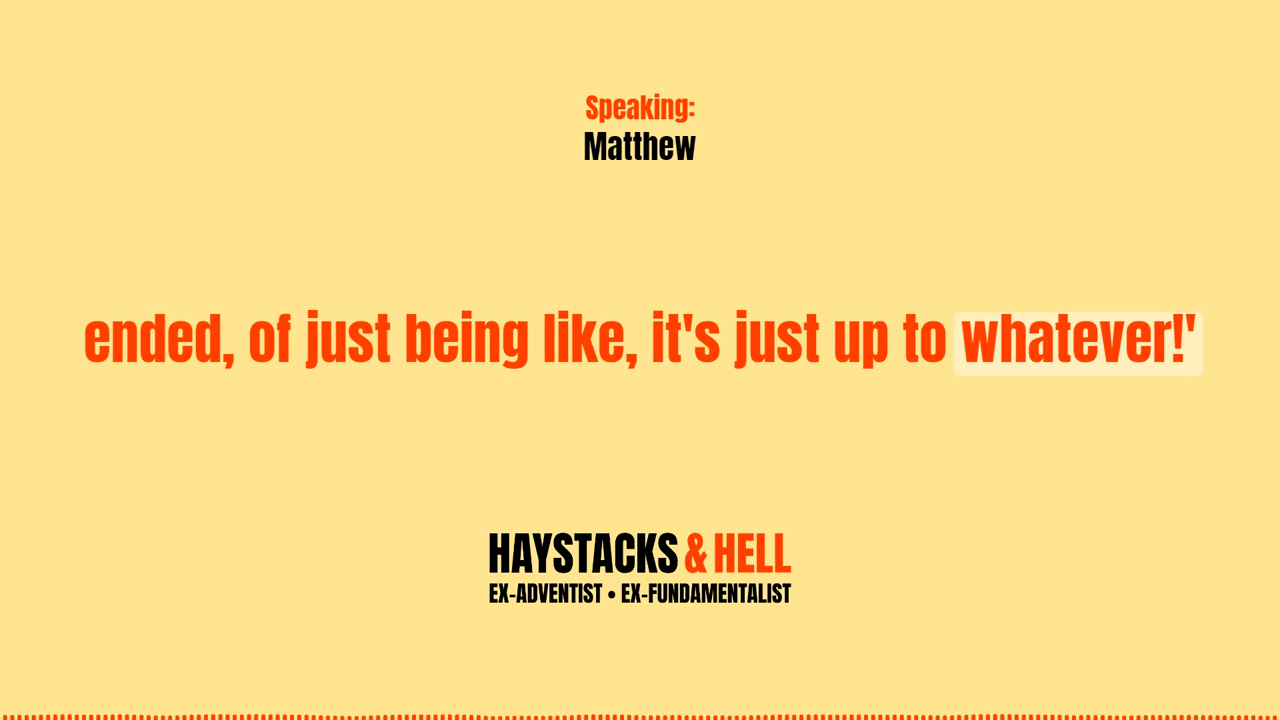 Speaking:
Matthew
ended, of just being like, it's just up to whatever!'
HAYSTACKS & HELL
EX-ADVENTIST • EX-FUNDAMENTALIST